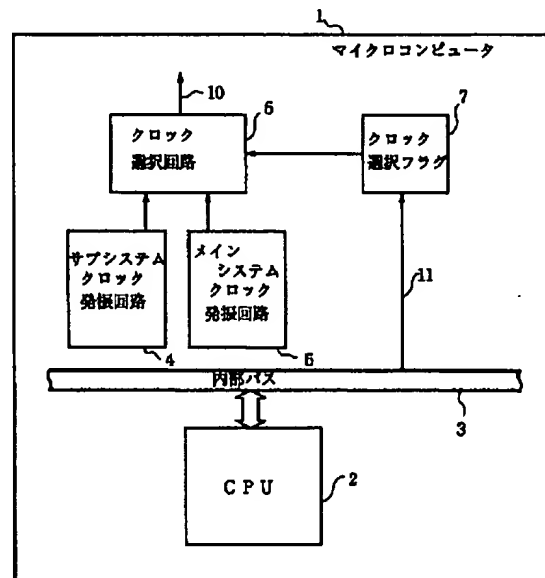 1
マイクロコンピュータ
10
6
7
クロック
選択回路
クロック
選択フラグ
サブシステム
クロック
発振回路
メイン
システム
クロック
発振回路
11
4
5
内部バス
3
CPU
2